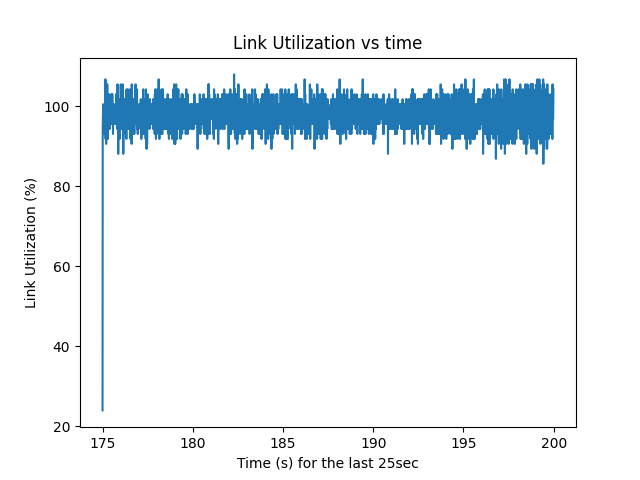 Link Utilization vs time
Link Utilization (%)
100
80
60
40
20
175 180 185 190 195 200
Time (s) for the last 25sec